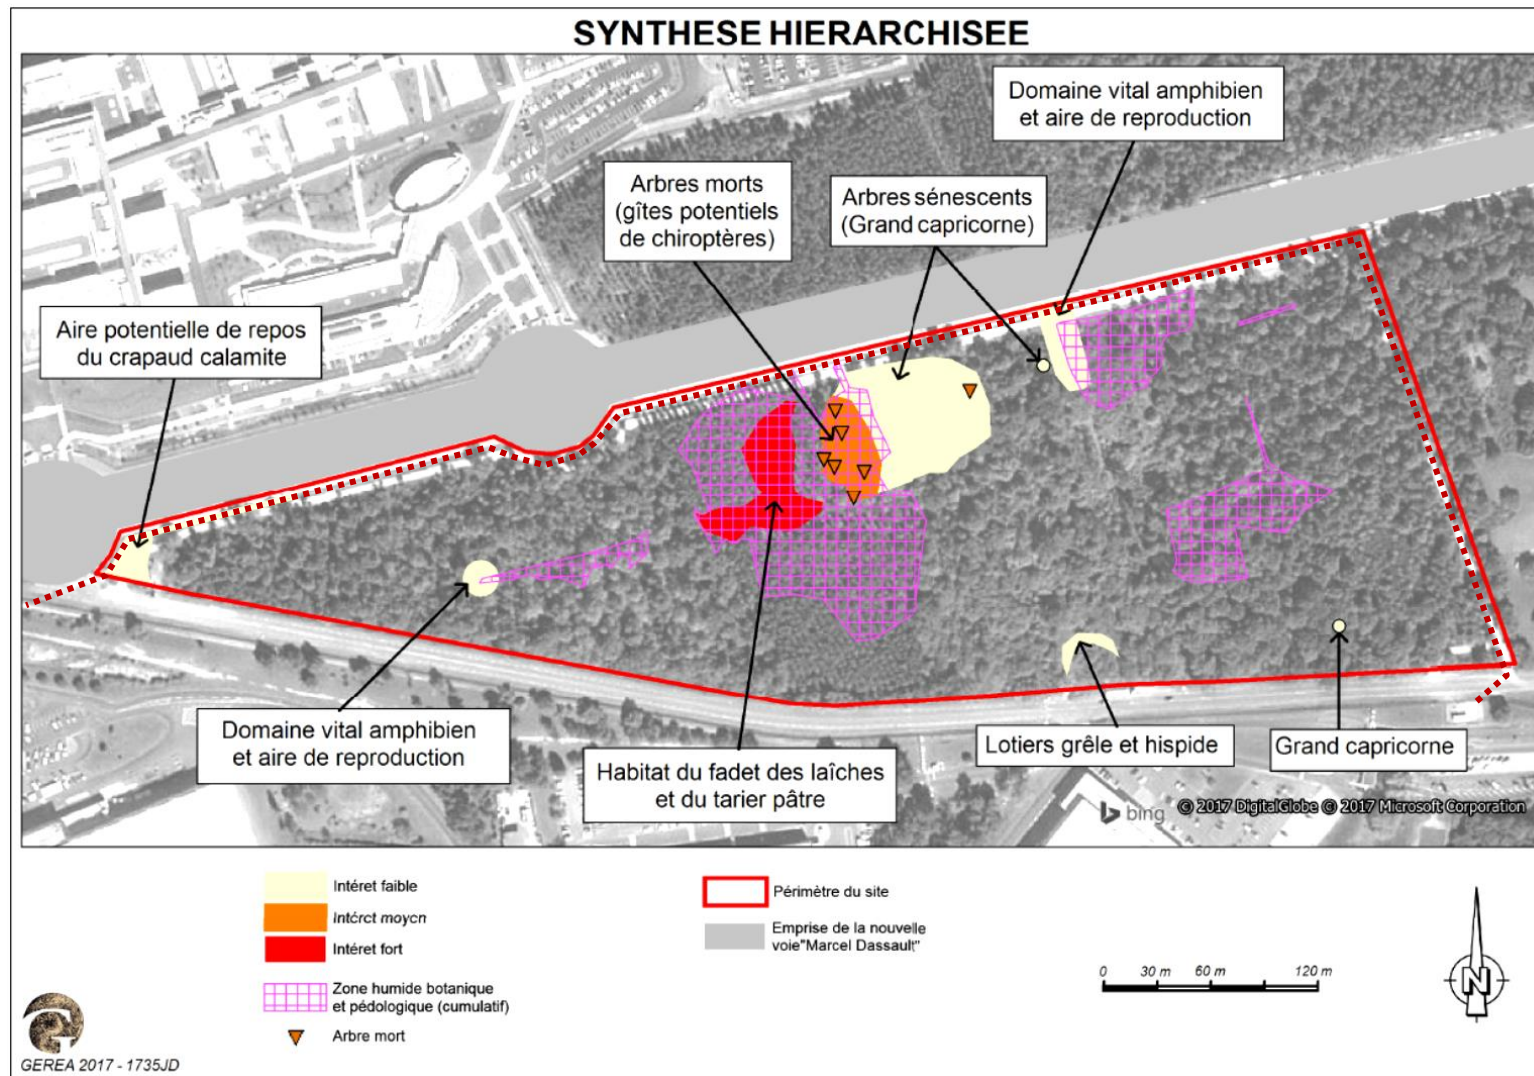 SYNTHESE HIERARCHISEE
Domaine vital amphibien
et aire de reproduction
Arbres morts
(gîtes potentiels
de chiroptères)
Arbres sénescents
(Grand capricorne)
Aire potentielle de repos
du crapaud calamite
Domaine vital amphibien
et aire de reproduction
Habitat du fadet des laîches
et du tarier pâtre
Lotiers grêle et hispide
Grand capricorne
bing © 2017 DigitalGlobe © 2017 Microsoft Corporation
Intéret faible
Intéret moyen
Intéret fort
Zone humide botanique
et pédologique (cumulatif)
Arbre mort
Périmètre du site
Emprise de la nouvelle
voie"Marcel Dassault"
0 30 m 60 m 120 m
N
G
GEREA 2017 - 1735JD